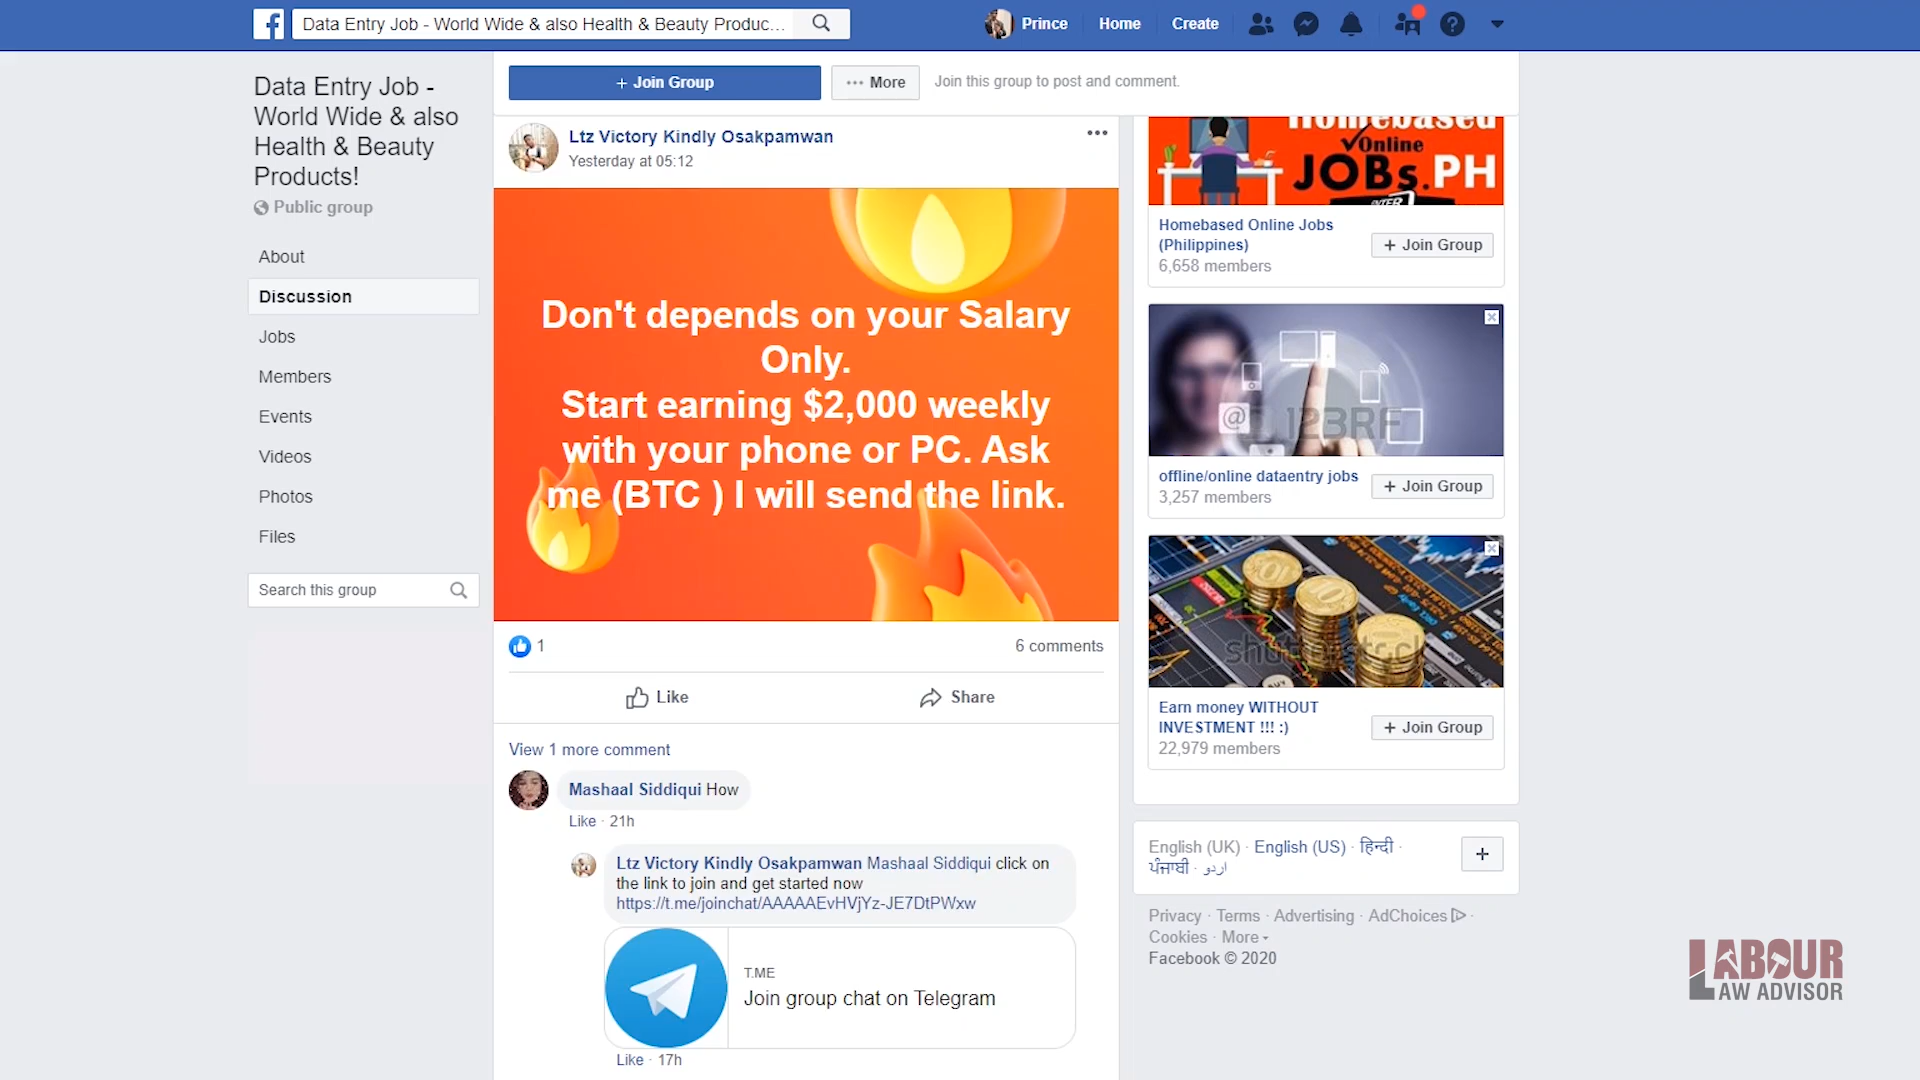 Data Entry Job - World Wide & also Health & Beauty Produc...
Prince
Home
Create
Data Entry Job -
World Wide & also
Health & Beauty
Products!
Public group
About
Discussion
Jobs
Members
Events
Videos
Photos
Files
Search this group
+ Join Group
More
Join this group to post and comment.
Ltz Victory Kindly Osakpamwan
Yesterday at 05:12
Don't depends on your Salary
Only.
Start earning $2,000 weekly
with your phone or PC. Ask
me (BTC ) I will send the link.
1
6 comments
Like
Share
View 1 more comment
Mashaal Siddiqui How
Like · 21h
Ltz Victory Kindly Osakpamwan Mashaal Siddiqui click on
the link to join and get started now
https://t.me/joinchat/AAAAAEvHVjYz-JE7DtPWxw
T.ME
Join group chat on Telegram
Like · 17h
Homebased
Online
JOBs.PH
INTER
Homebased Online Jobs
(Philippines)
6,658 members
+ Join Group
@
123RF
offline/online dataentry jobs
3,257 members
+ Join Group
shutterstock
BUY
Earn money WITHOUT
INVESTMENT !!! :)
22,979 members
+ Join Group
English (UK) · English (US) · हिन्दी ·
ਪੰਜਾਬੀ · اردو
+
Privacy · Terms · Advertising · AdChoices ·
Cookies · More
Facebook © 2020
LABOUR
LAW ADVISOR